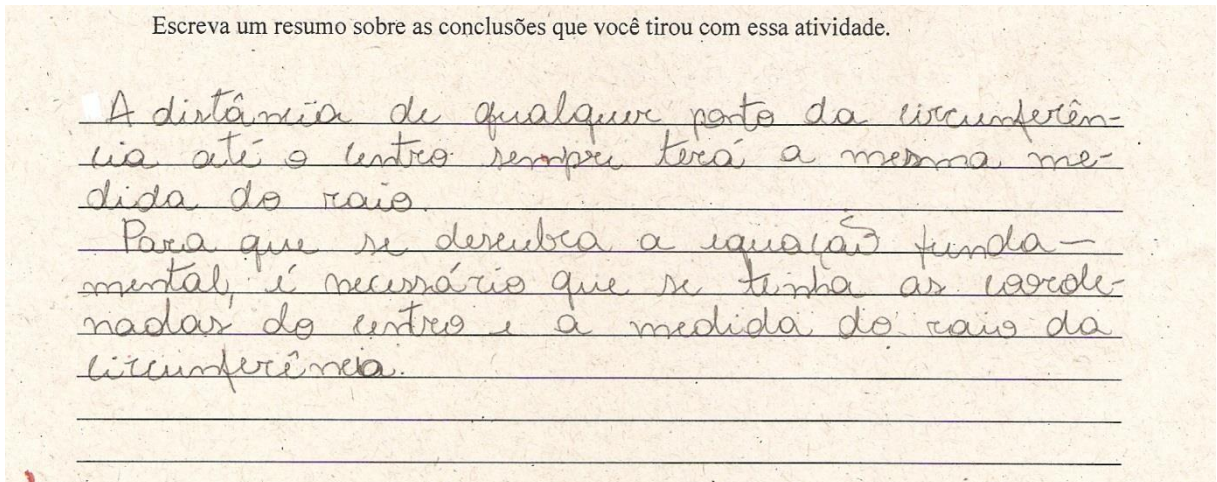 Escreva um resumo sobre as conclusões que você tirou com essa atividade.
A distância de qualquer ponto da circunferên-
cia até o centro sempre terá a mesma me-
dida do raio.
Para que se descubra a equação funda-
mental, é necessário que se tenha as coorde-
nadas do centro e a medida do raio da
circunferência.